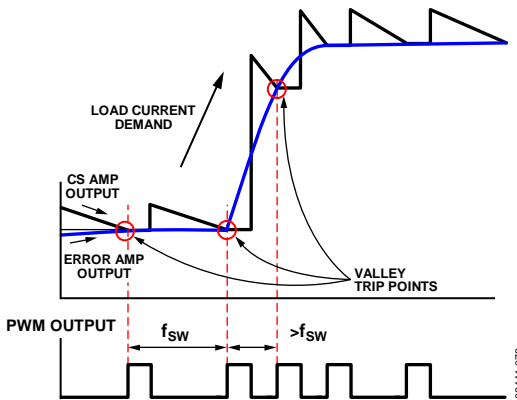 LOAD CURRENT
DEMAND
CS AMP
OUTPUT
ERROR AMP
OUTPUT
VALLEY
TRIP POINTS
PWM OUTPUT
fSW
>fSW